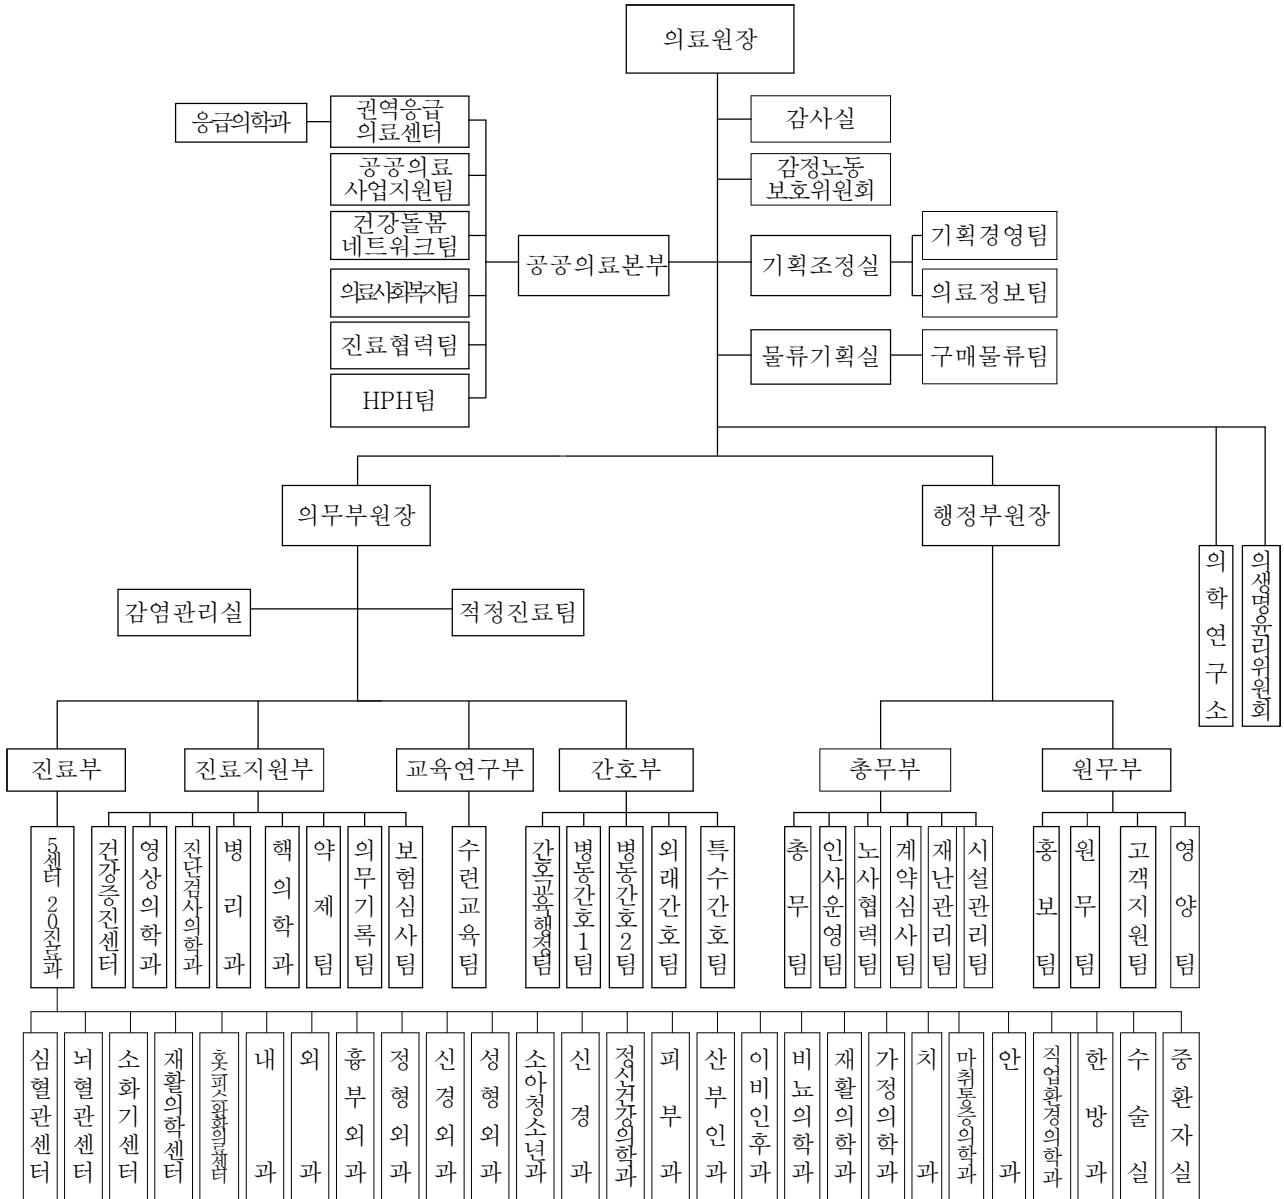 의료원장
응급의학과
권역응급
의료센터
감사실
공공의료
사업지원팀
감정노동
보호위원회
건강돌봄
네트워크팀
공공의료본부
기획조정실
기획경영팀
의료정보팀
의료사회복지팀
진료협력팀
물류기획실
구매물류팀
HPH팀
의무부원장
행정부원장
의학연구소
의생명윤리위원회
감염관리실
적정진료팀
진료부
진료지원부
교육연구부
간호부
총무부
원무부
5센터 20진료과
건강증진센터
영상의학과
진단검사의학과
병리과
핵의학과
약제팀
의무기록팀
보험심사팀
수련교육팀
간호교육행정팀
병동간호1팀
병동간호2팀
외래간호팀
특수간호팀
총무팀
인사운영팀
노사협력팀
계약심사팀
재난관리팀
시설관리팀
홍보팀
원무팀
고객지원팀
영양팀
심혈관센터
뇌혈관센터
소화기센터
재활의학센터
호스피스완화의료센터
내과
외과
흉부외과
정형외과
신경외과
성형외과
소아청소년과
신경과
정신건강의학과
피부과
산부인과
이비인후과
비뇨의학과
재활의학과
가정의학과
치과
마취통증의학과
안과
직업환경의학과
한방과
수술실
중환자실